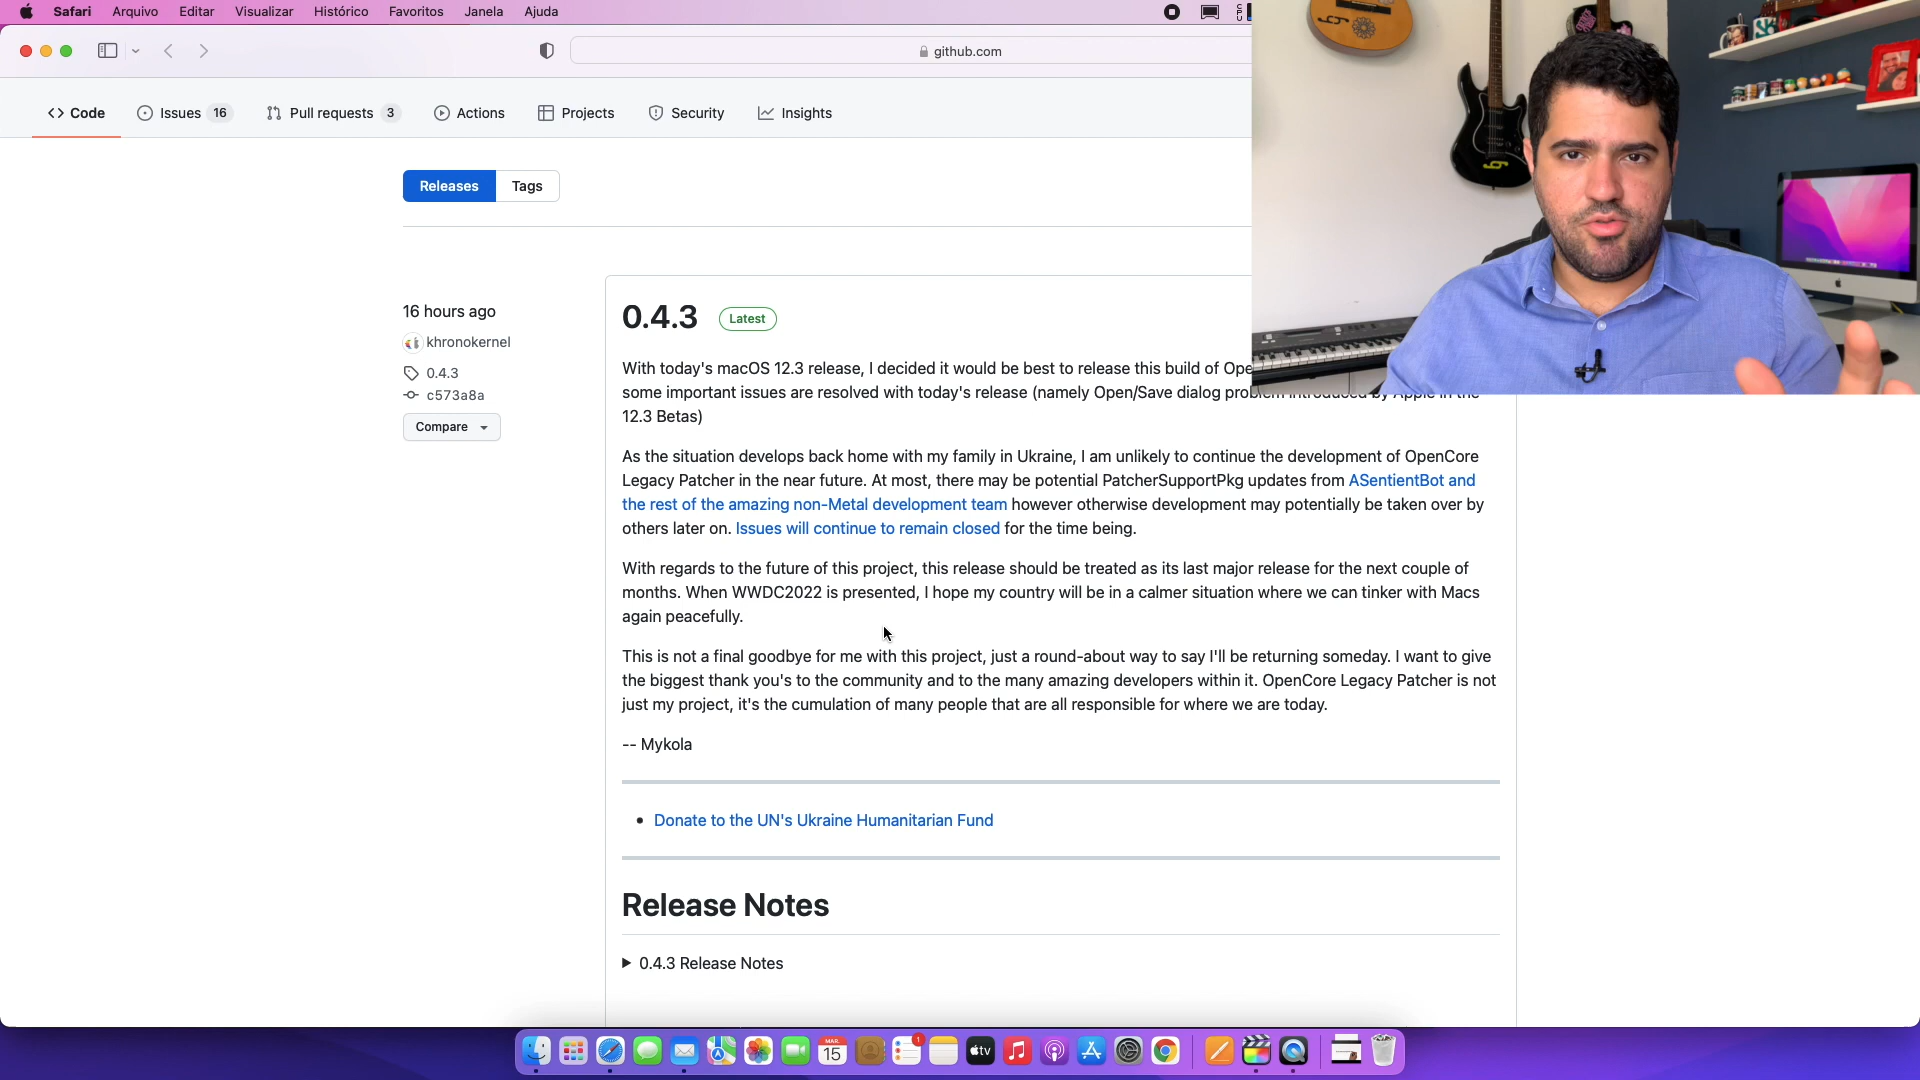 Safari Arquivo Editar Visualizar Histórico Favoritos Janela Ajuda
github.com
Code Issues 16 Pull requests 3 Actions Projects Security Insights
Releases Tags
16 hours ago
khronokernel
0.4.3
c573a8a
Compare
0.4.3 Latest
With today's macOS 12.3 release, I decided it would be best to release this build of Ope
some important issues are resolved with today's release (namely Open/Save dialog problem introduced by Apple in the
12.3 Betas)
As the situation develops back home with my family in Ukraine, I am unlikely to continue the development of OpenCore
Legacy Patcher in the near future. At most, there may be potential PatcherSupportPkg updates from ASentientBot and
the rest of the amazing non-Metal development team however otherwise development may potentially be taken over by
others later on. Issues will continue to remain closed for the time being.
With regards to the future of this project, this release should be treated as its last major release for the next couple of
months. When WWDC2022 is presented, I hope my country will be in a calmer situation where we can tinker with Macs
again peacefully.
This is not a final goodbye for me with this project, just a round-about way to say I'll be returning someday. I want to give
the biggest thank you's to the community and to the many amazing developers within it. OpenCore Legacy Patcher is not
just my project, it's the cumulation of many people that are all responsible for where we are today.
-- Mykola
Donate to the UN's Ukraine Humanitarian Fund
Release Notes
0.4.3 Release Notes
MAR.
15
1
tv